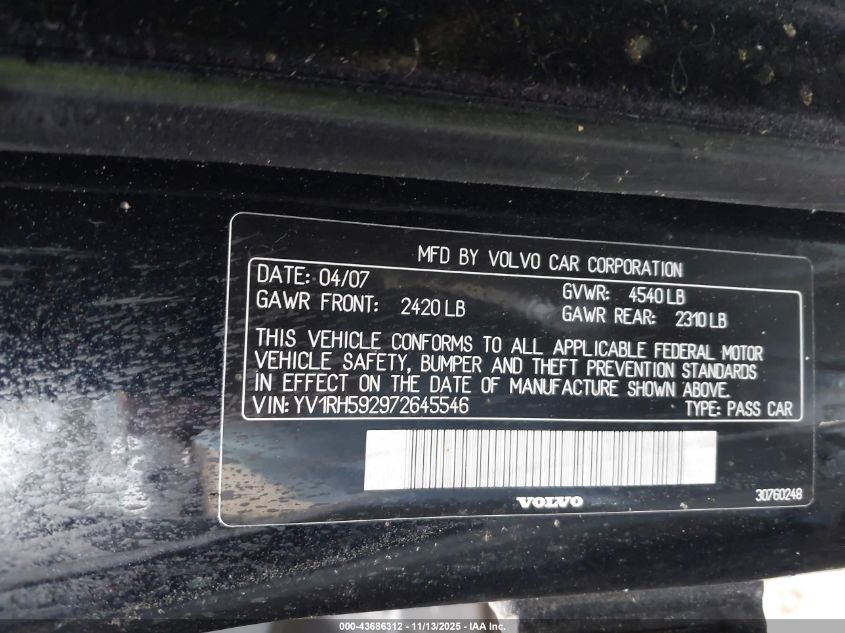 MFD BY VOLVO CAR CORPORATION
DATE: 04/07
GVWR: 4540 LB
GAWR FRONT: 2420 LB
GAWR REAR: 2310 LB
THIS VEHICLE CONFORMS TO ALL APPLICABLE FEDERAL MOTOR
VEHICLE SAFETY, BUMPER AND THEFT PREVENTION STANDARDS
IN EFFECT ON THE DATE OF MANUFACTURE SHOWN ABOVE.
VIN: YV1RH592972645546
TYPE: PASS CAR
VOLVO
30760248
000-43686312 - 11/13/2025 - IAA Inc.